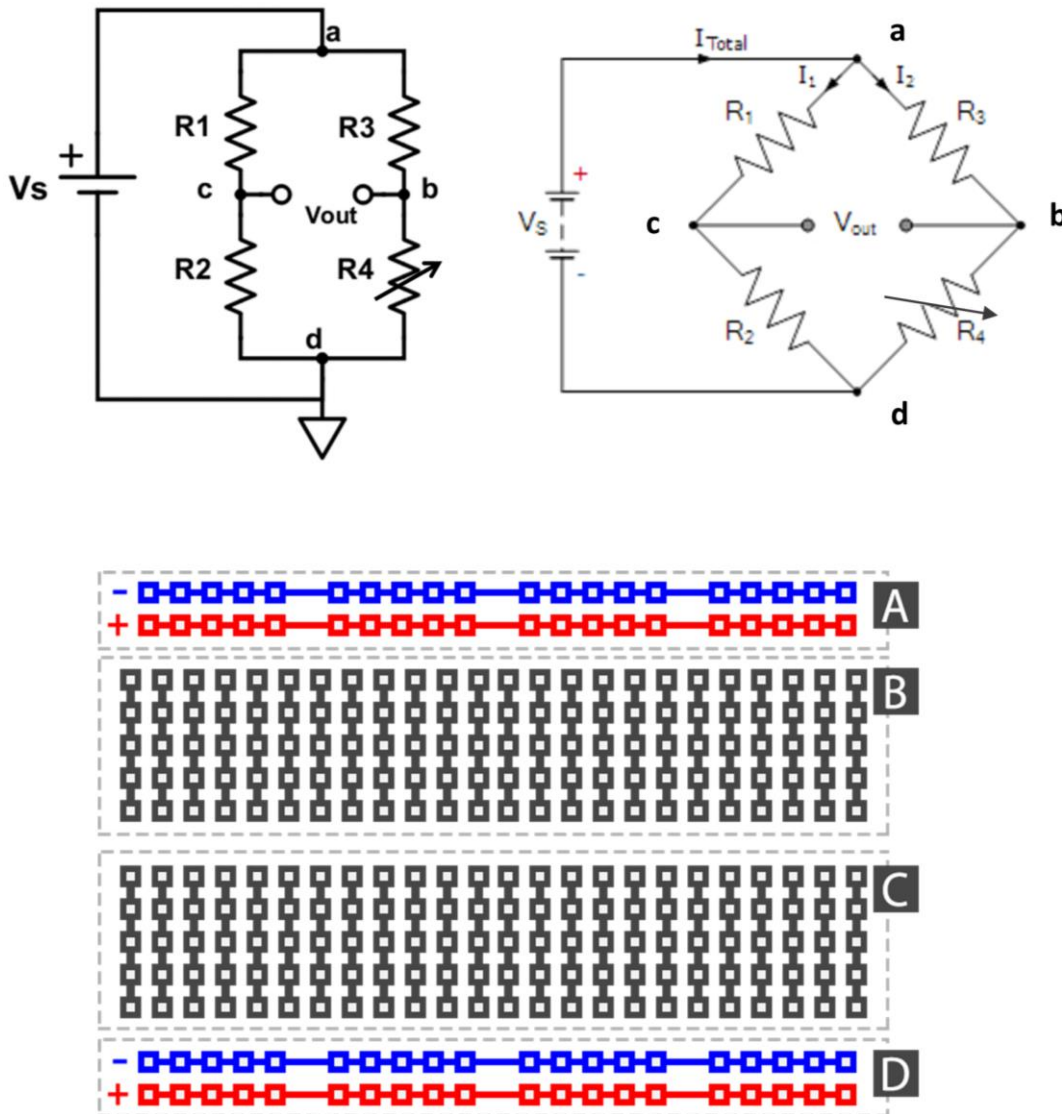 a
R1 R3
+
Vs
c Vout b
R2 R4
d
a
I Total
I1 I2
R1 R3
+
VS
c Vout b
-
R2 R4
d
- A
+
B
C
- D
+